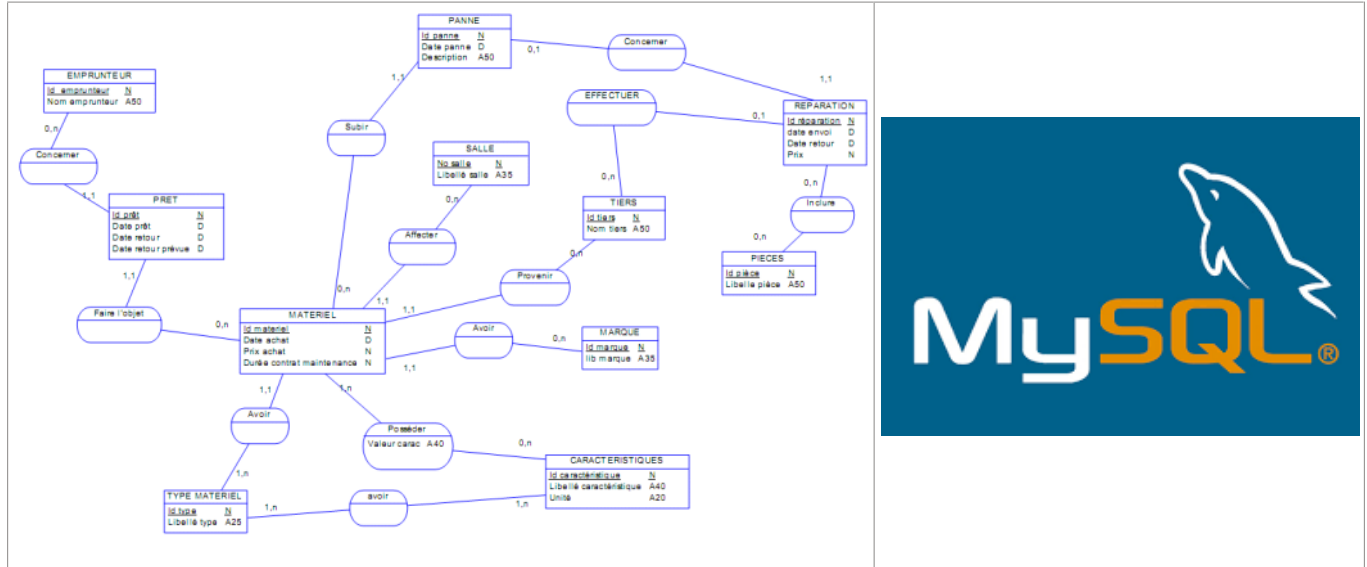 PANNE
Id panne N
Date panne D
Description A50
Concerner
0,1
1,1
1,1
EMPRUNTEUR
Id emprunteur N
Nom emprunteur A50
EFFECTUER
0,1
REPARATION
Id réparation N
date envoi D
Date retour D
Prix N
0,n
Subir
SALLE
No salle N
Libellé salle A35
Concerner
0,n
0,n
0,n
1,1
PRET
Id prêt N
Date prêt D
Date retour D
Date retour prévue D
TIERS
Id tiers N
Nom tiers A50
Inclure
Affecter
0,n
0,n
PIECES
Id pièce N
Libellé pièce A50
1,1
Provenir
0,n
1,1
1,1
Faire l'objet
0,n
MATERIEL
Id materiel N
Date achat D
Prix achat N
Durée contrat maintenance N
Avoir
0,n
MARQUE
Id marque N
lib marque A35
1,1
1,1
1,n
Avoir
Posséder
Valeur carac A40
0,n
CARACTERISTIQUES
Id caractéristique N
Libellé caractéristique A40
Unité A20
1,n
TYPE MATERIEL
Id type N
Libellé type A25
1,n
avoir
1,n
MySQL®